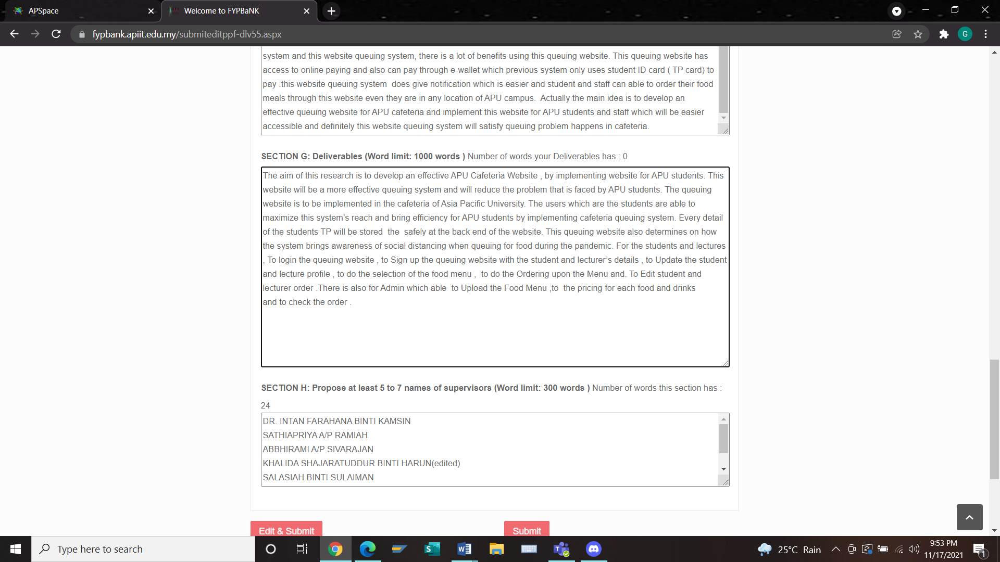 APSpace
Welcome to FYPBaNK
fypbank.apiit.edu.my/submiteditppf-dlv55.aspx
G
system and this website queuing system, there is a lot of benefits using this queuing website. This queuing website has
access to online paying and also can pay through e-wallet which previous system only uses student ID card ( TP card) to
pay .this website queuing system  does give notification which is easier and student and staff can able to order their food
meals through this website even they are in any location of APU campus.  Actually the main idea is to develop an
effective queuing website for APU cafeteria and implement this website for APU students and staff which will be easier
accessible and definitely this website queuing system will satisfy queuing problem happens in cafeteria.
SECTION G: Deliverables (Word limit: 1000 words ) Number of words your Deliverables has : 0
The aim of this research is to develop an effective APU Cafeteria Website , by implementing website for APU students. This
website will be a more effective queuing system and will reduce the problem that is faced by APU students. The queuing
website is to be implemented in the cafeteria of Asia Pacific University. The users which are the students are able to
maximize this system’s reach and bring efficiency for APU students by implementing cafeteria queuing system. Every detail
of the students TP will be stored  the  safely at the back end of the website. This queuing website also determines on how
the system brings awareness of social distancing when queuing for food during the pandemic. For the students and lectures
, To login the queuing website , to Sign up the queuing website with the student and lecturer’s details , to Update the student
and lecture profile , to do the selection of the food menu ,  to do the Ordering upon the Menu and. To Edit student and
lecturer order .There is also for Admin which able  to Upload the Food Menu ,to  the pricing for each food and drinks
and to check the order .
SECTION H: Propose at least 5 to 7 names of supervisors (Word limit: 300 words ) Number of words this section has :
24
DR. INTAN FARAHANA BINTI KAMSIN
SATHIAPRIYA A/P RAMIAH
ABBHIRAMI A/P SIVARAJAN
KHALIDA SHAJARATUDDUR BINTI HARUN(edited)
SALASIAH BINTI SULAIMAN
Edit & Submit
Submit
Type here to search
25°C Rain
9:53 PM
11/17/2021
1